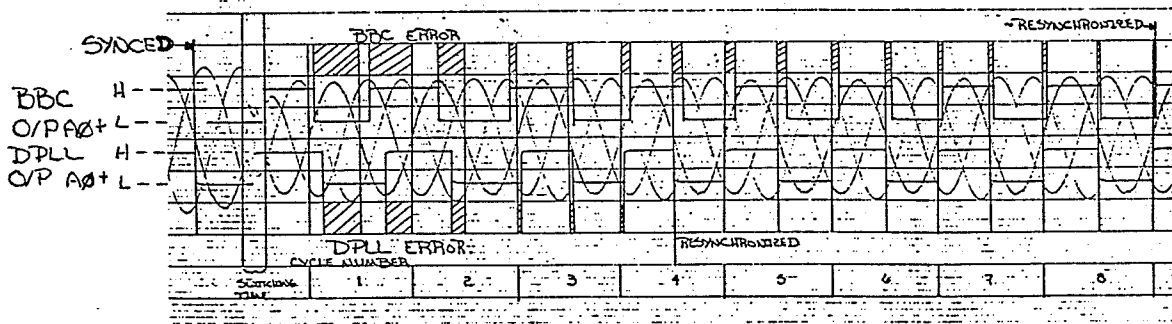 SYNCED
BBC ERROR
RESYNCHRONIZED
BBC H
O/P AØ+ L
DPLL H
O/P AØ+ L
DPLL ERROR
RESYNCHRONIZED
CYCLE NUMBER
TIME
1 2 3 4 5 6 7 8